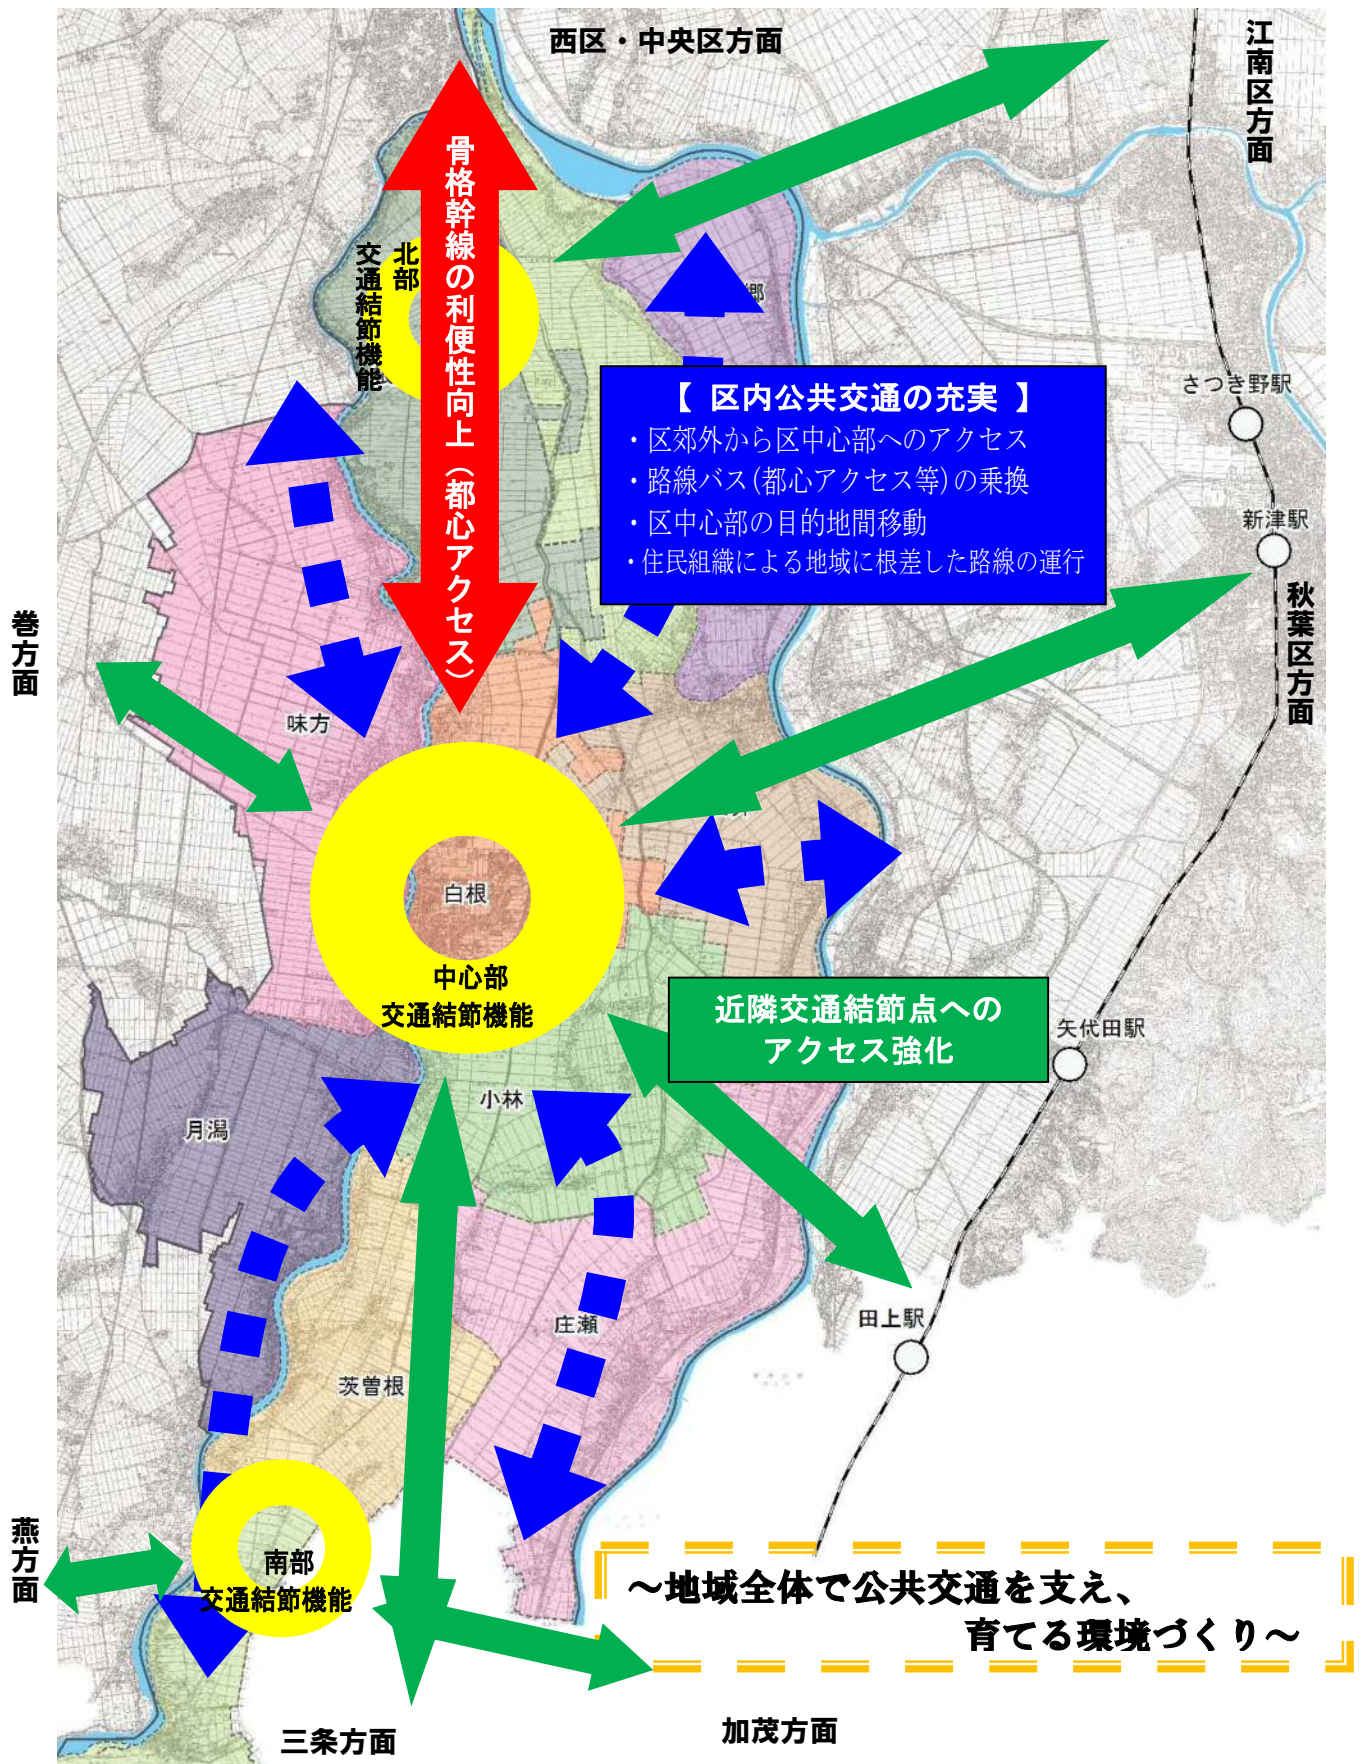 西区・中央区方面
江南区方面
骨格幹線の利便性向上（都心アクセス）
北部
交通結節機能
郷
【 区内公共交通の充実 】
・区郊外から区中心部へのアクセス
・路線バス(都心アクセス等)の乗換
・区中心部の目的地間移動
・住民組織による地域に根差した路線の運行
さつき野駅
新津駅
秋葉区方面
巻方面
味方
白根
中心部
交通結節機能
近隣交通結節点への
アクセス強化
矢代田駅
小林
月潟
庄瀬
田上駅
茨曽根
燕方面
南部
交通結節機能
～地域全体で公共交通を支え、
育てる環境づくり～
三条方面
加茂方面